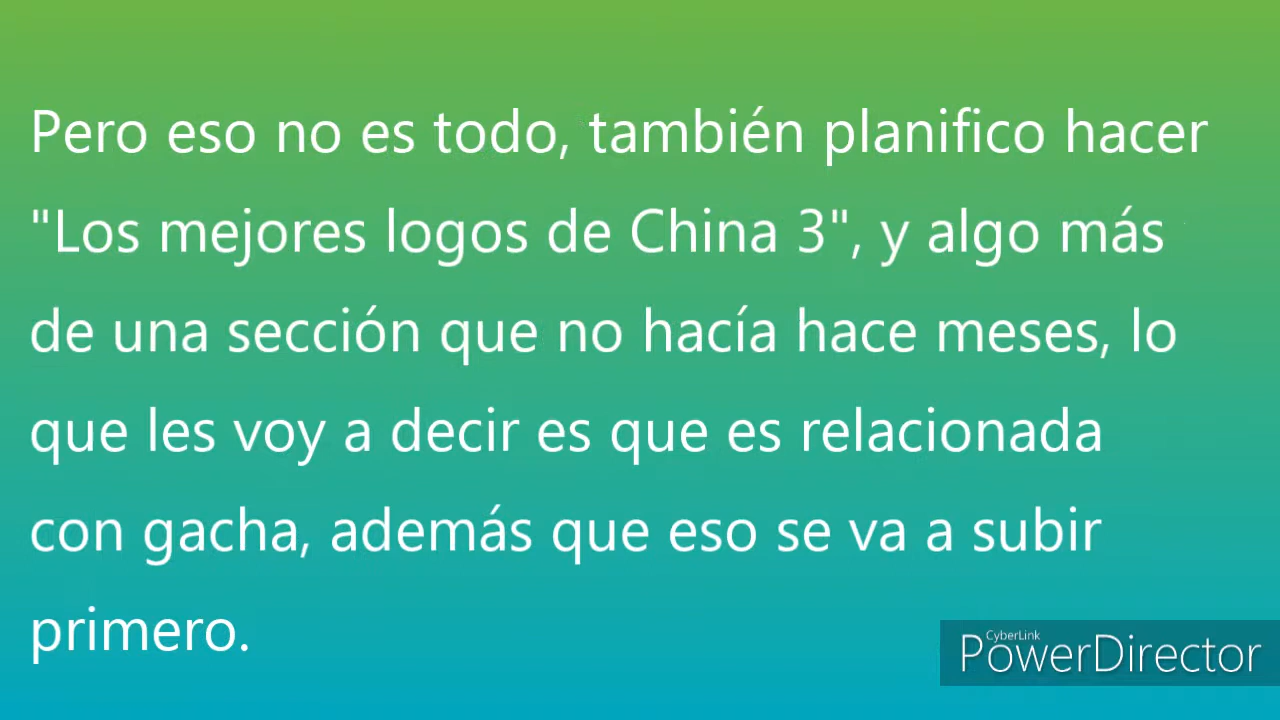 Pero eso no es todo, también planifico hacer
"Los mejores logos de China 3", y algo más
de una sección que no hacía hace meses, lo
que les voy a decir es que es relacionada
con gacha, además que eso se va a subir
primero.
CyberLink
PowerDirector